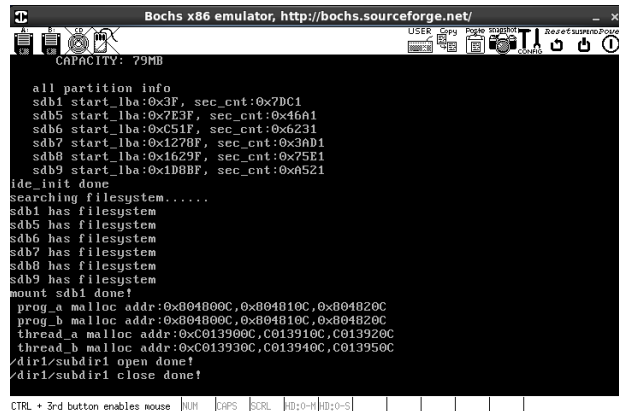 Bochs x86 emulator, http://bochs.sourceforge.net/
A: B: CD USER Copy Paste snapshot CONFIG Reset SUSPEND Power
CAPACITY: 79MB
all partition info
sdb1 start_lba:0x3F, sec_cnt:0x7DC1
sdb5 start_lba:0x7E3F, sec_cnt:0x46A1
sdb6 start_lba:0xC51F, sec_cnt:0x6231
sdb7 start_lba:0x1278F, sec_cnt:0x3AD1
sdb8 start_lba:0x1629F, sec_cnt:0x75E1
sdb9 start_lba:0x1D8BF, sec_cnt:0xA521
ide_init done
searching filesystem......
sdb1 has filesystem
sdb5 has filesystem
sdb6 has filesystem
sdb7 has filesystem
sdb8 has filesystem
sdb9 has filesystem
mount sdb1 done!
prog_a malloc addr:0x804800C,0x804810C,0x804820C
prog_b malloc addr:0x804800C,0x804810C,0x804820C
thread_a malloc addr:0xC013900C,C013910C,C013920C
thread_b malloc addr:0xC013930C,C013940C,C013950C
/dir1/subdir1 open done!
/dir1/subdir1 close done!
CTRL + 3rd button enables mouse NUM CAPS SCRL HD:0-M HD:0-S